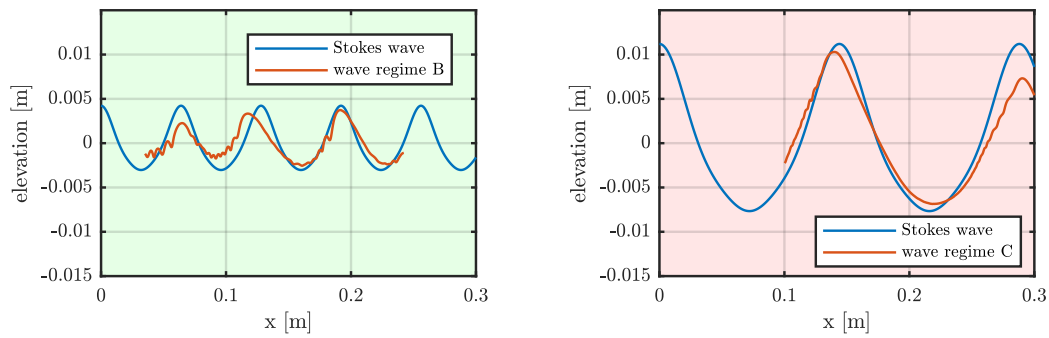 0.01
0.005
0
-0.005
-0.01
-0.015
elevation [m]
0
0.1
0.2
0.3
x [m]
Stokes wave
wave regime B
0.01
0.005
0
-0.005
-0.01
-0.015
elevation [m]
0
0.1
0.2
0.3
x [m]
Stokes wave
wave regime C